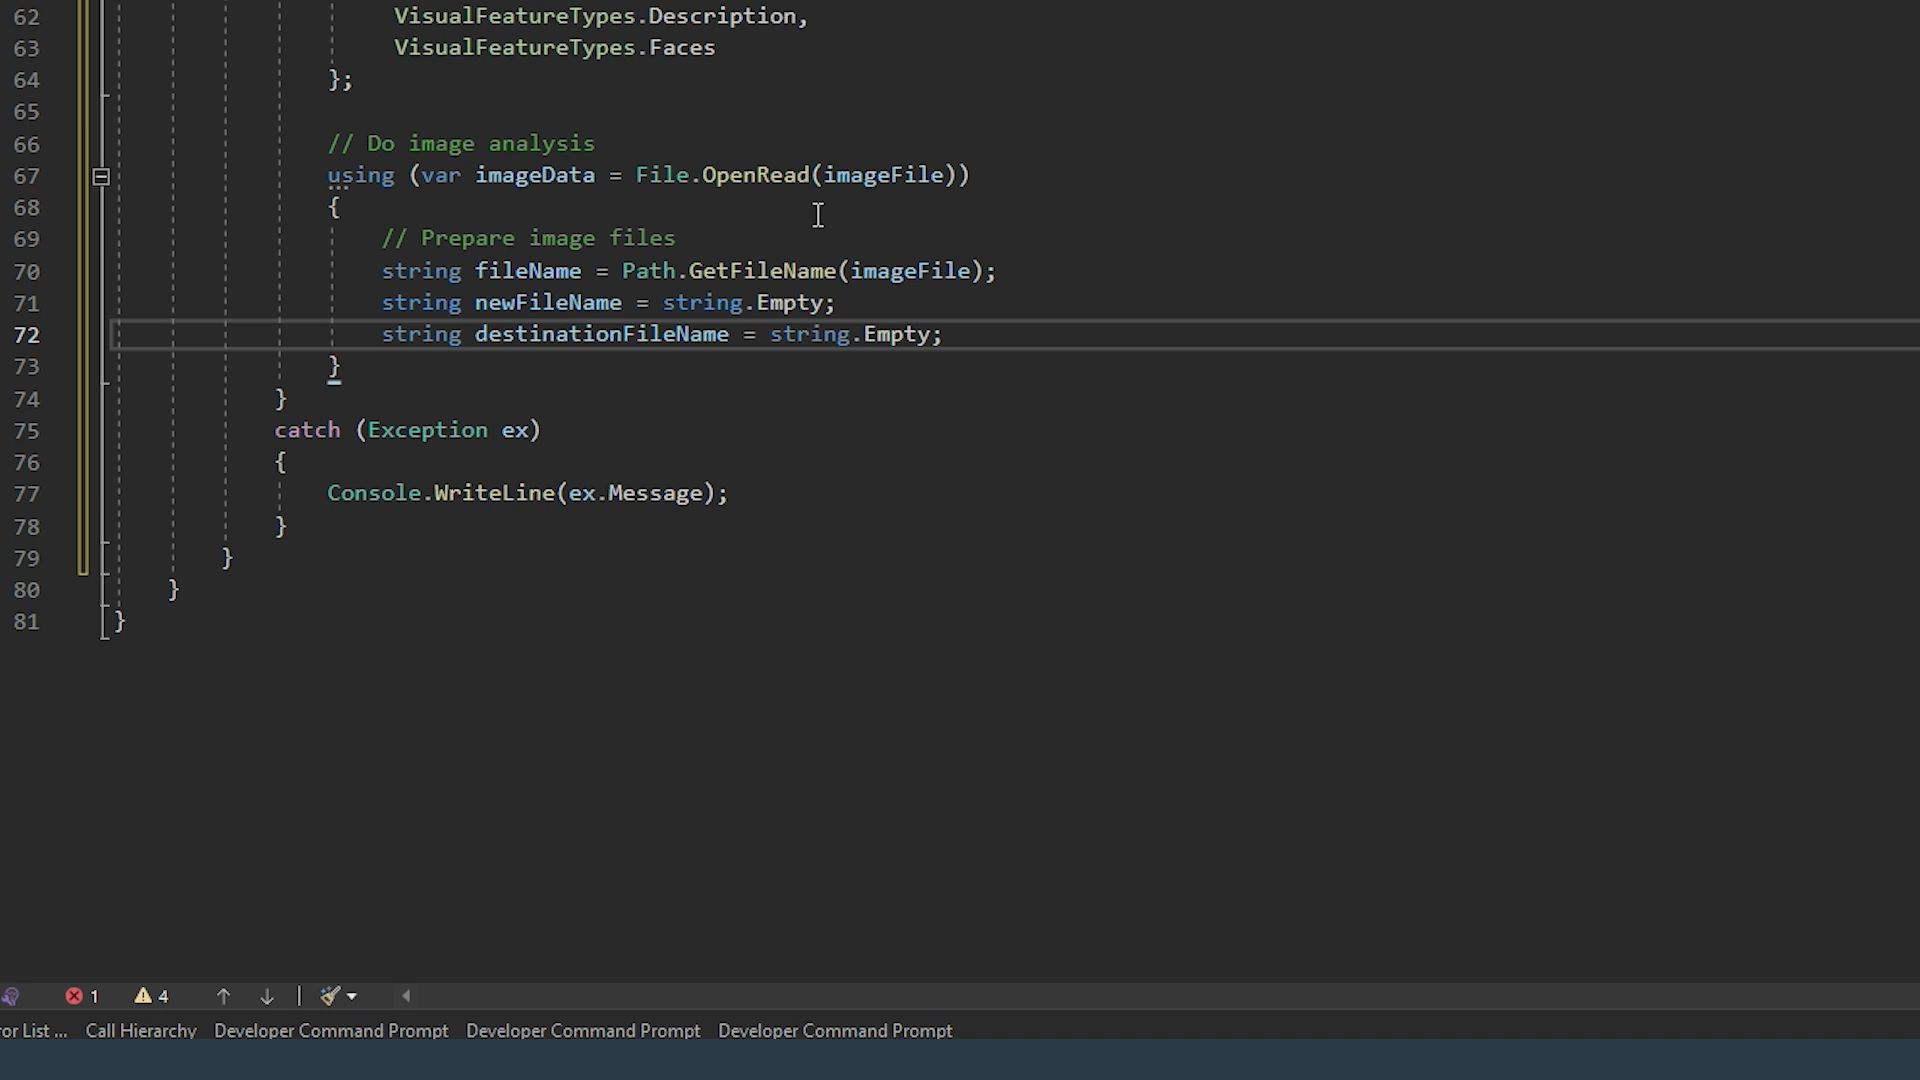 62 VisualFeatureTypes.Description,
63 VisualFeatureTypes.Faces
64 };
65
66 // Do image analysis
67 using (var imageData = File.OpenRead(imageFile))
68 {
69 // Prepare image files
70 string fileName = Path.GetFileName(imageFile);
71 string newFileName = string.Empty;
72 string destinationFileName = string.Empty;
73 }
74 }
75 catch (Exception ex)
76 {
77 Console.WriteLine(ex.Message);
78 }
79 }
80 }
81 }
1 4
ror List ... Call Hierarchy Developer Command Prompt Developer Command Prompt Developer Command Prompt